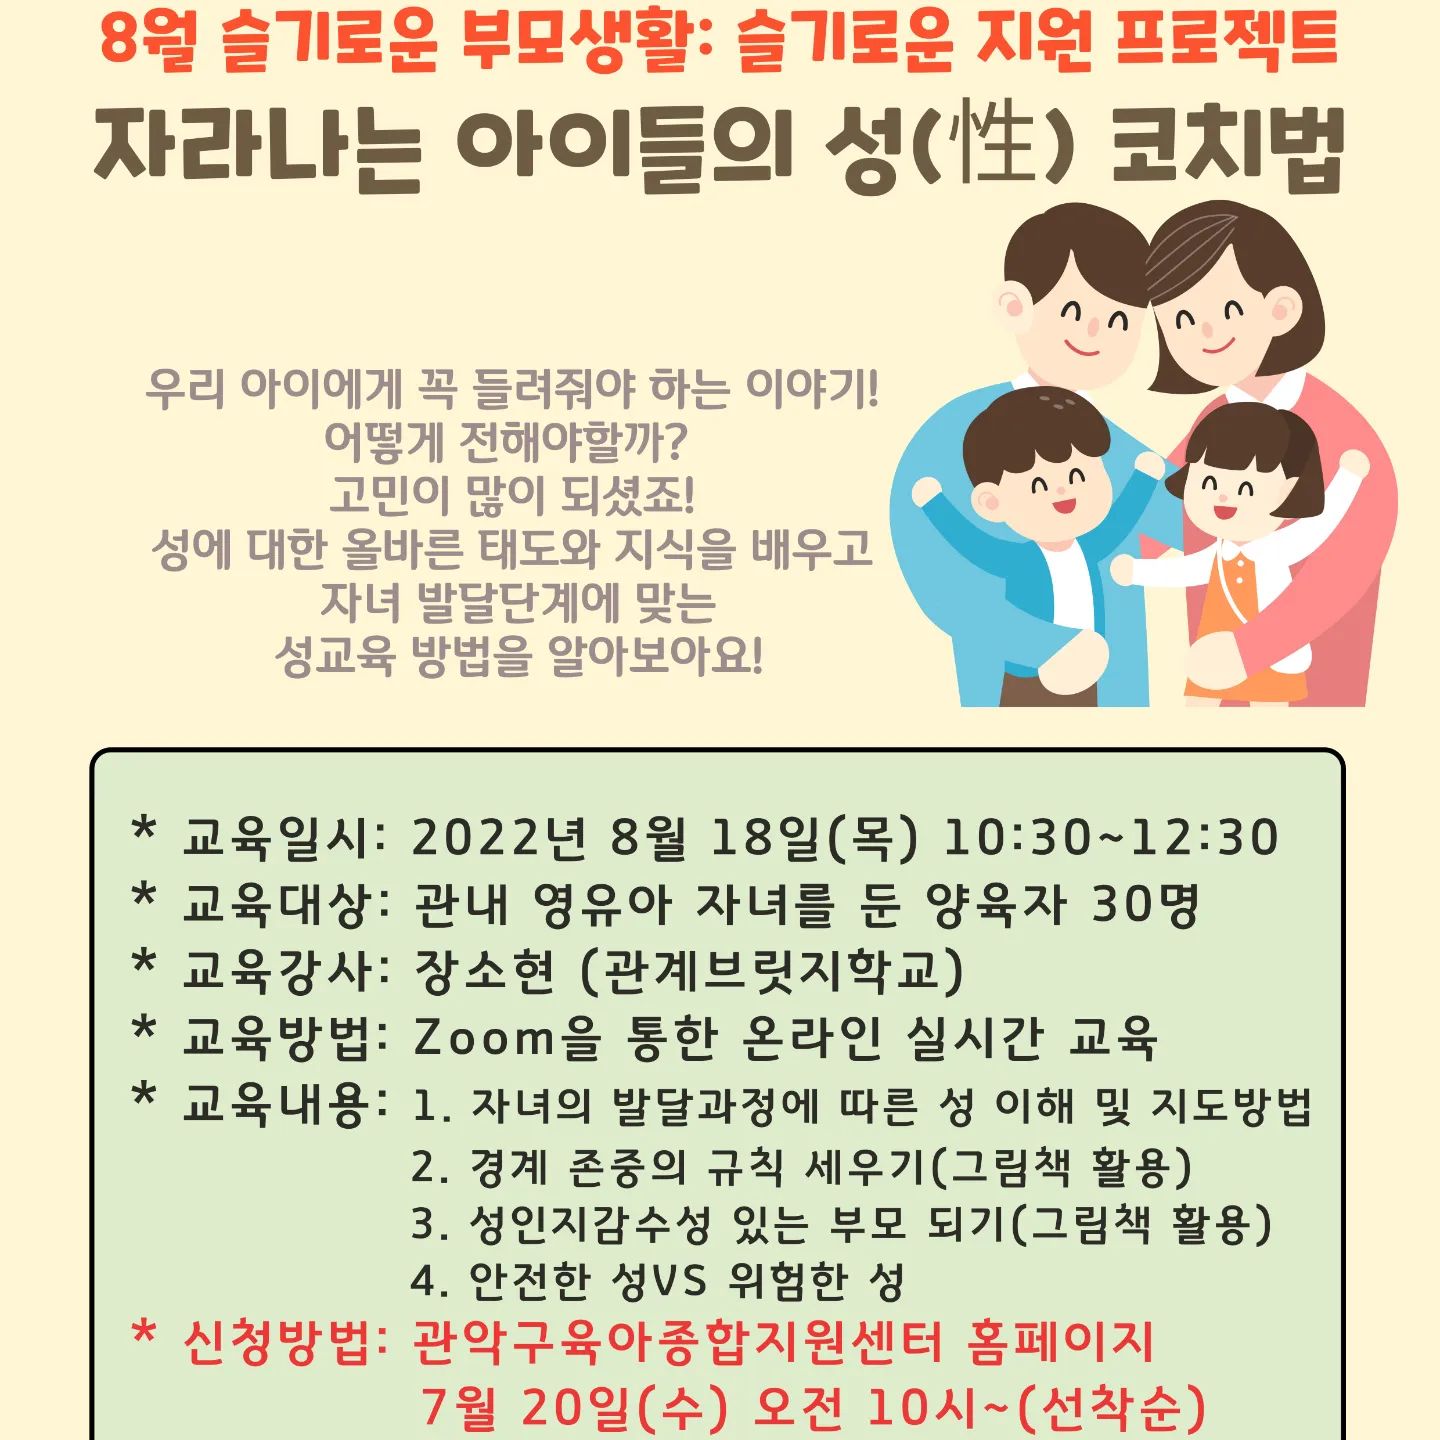 8월 슬기로운 부모생활: 슬기로운 지원 프로젝트
자라나는 아이들의 성(性) 코치법
우리 아이에게 꼭 들려줘야 하는 이야기!
어떻게 전해야할까?
고민이 많이 되셨죠!
성에 대한 올바른 태도와 지식을 배우고
자녀 발달단계에 맞는
성교육 방법을 알아보아요!
* 교육일시: 2022년 8월 18일(목) 10:30~12:30
* 교육대상: 관내 영유아 자녀를 둔 양육자 30명
* 교육강사: 장소현 (관계브릿지학교)
* 교육방법: Zoom을 통한 온라인 실시간 교육
* 교육내용: 1. 자녀의 발달과정에 따른 성 이해 및 지도방법
2. 경계 존중의 규칙 세우기(그림책 활용)
3. 성인지감수성 있는 부모 되기(그림책 활용)
4. 안전한 성VS 위험한 성
* 신청방법: 관악구육아종합지원센터 홈페이지
7월 20일(수) 오전 10시~(선착순)